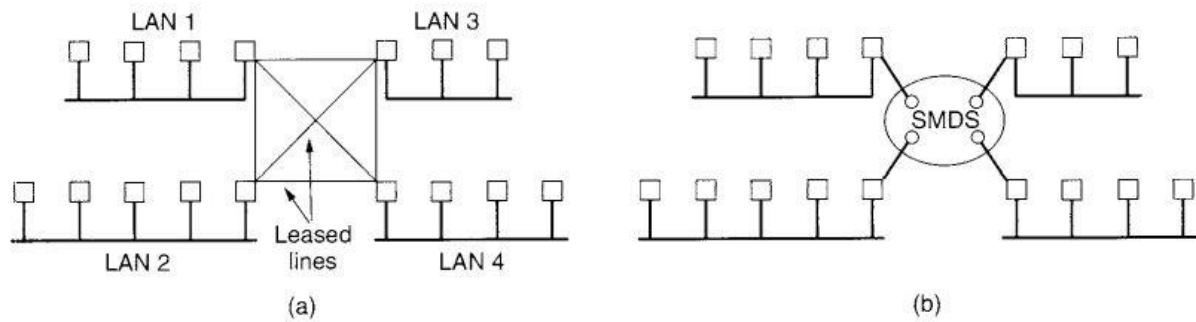 LAN 1
LAN 3
SMDS
Leased
lines
LAN 2
LAN 4
(a)
(b)